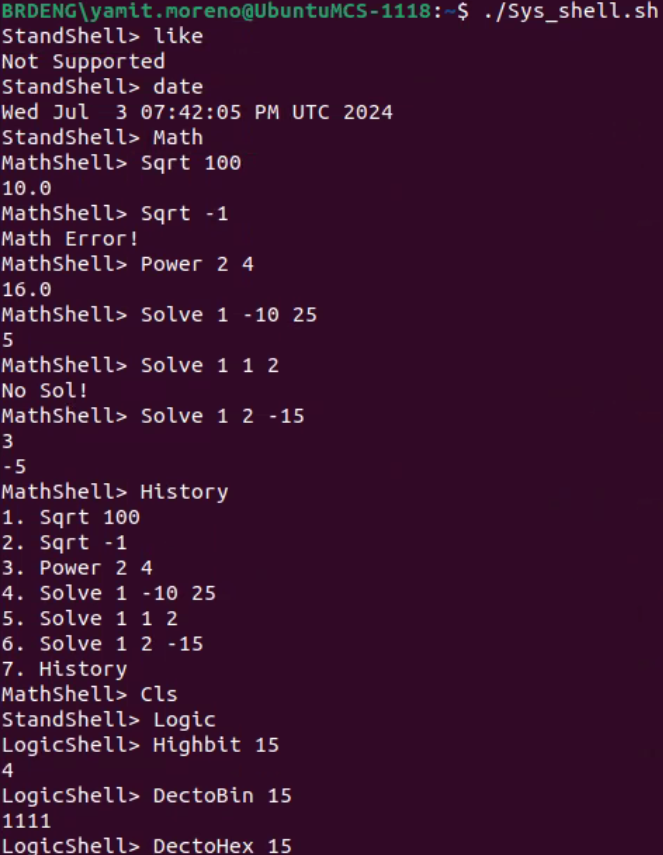 BRDENG\yamit.moreno@UbuntuMCS-1118:~$ ./Sys_shell.sh
StandShell> like
Not Supported
StandShell> date
Wed Jul  3 07:42:05 PM UTC 2024
StandShell> Math
MathShell> Sqrt 100
10.0
MathShell> Sqrt -1
Math Error!
MathShell> Power 2 4
16.0
MathShell> Solve 1 -10 25
5
MathShell> Solve 1 1 2
No Sol!
MathShell> Solve 1 2 -15
3
-5
MathShell> History
1. Sqrt 100
2. Sqrt -1
3. Power 2 4
4. Solve 1 -10 25
5. Solve 1 1 2
6. Solve 1 2 -15
7. History
MathShell> Cls
StandShell> Logic
LogicShell> Highbit 15
4
LogicShell> DectoBin 15
1111
LogicShell> DectoHex 15